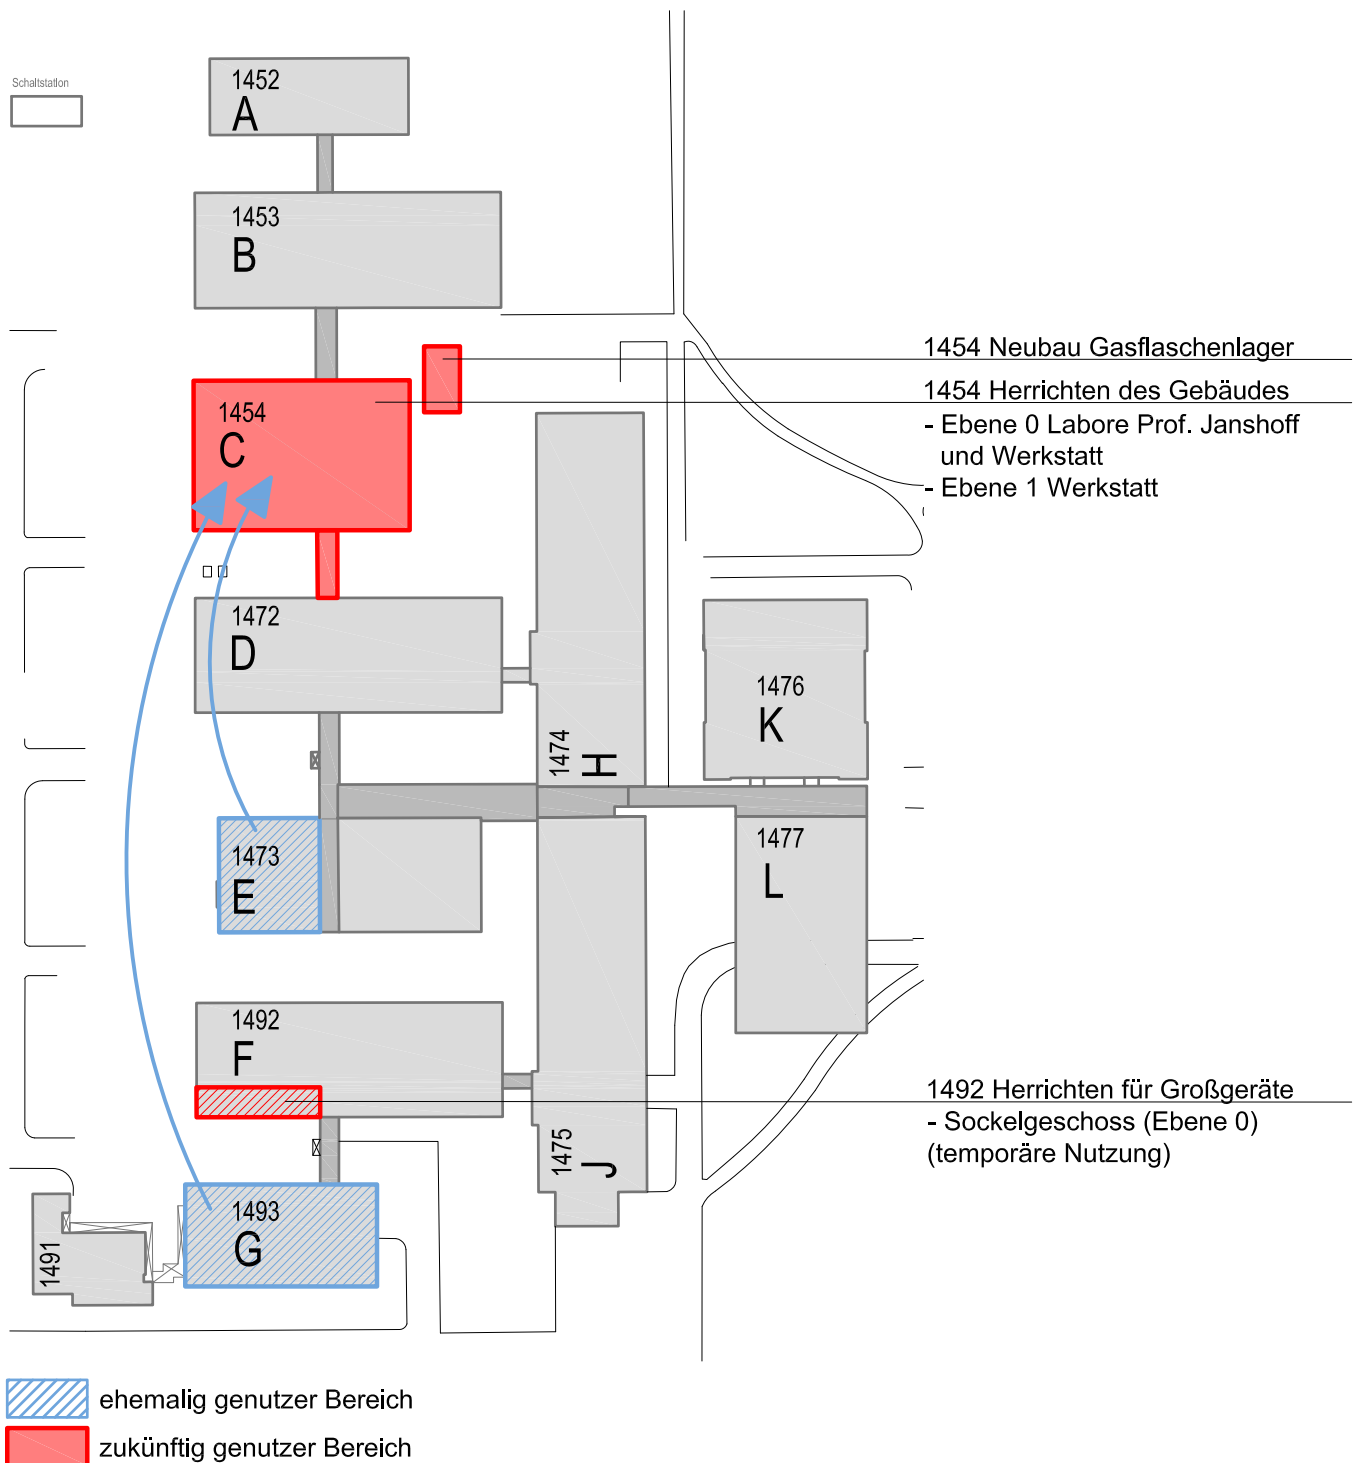 Schaltstation
1452
A
1453
B
1454
C
1454 Neubau Gasflaschenlager
1454 Herrichten des Gebäudes
- Ebene 0 Labore Prof. Janshoff
und Werkstatt
- Ebene 1 Werkstatt
1472
D
1474
H
1476
K
1473
E
1477
L
1492
F
1492 Herrichten für Großgeräte
- Sockelgeschoss (Ebene 0)
(temporäre Nutzung)
1475
J
1493
G
1491
ehemalig genutzer Bereich
zukünftig genutzer Bereich